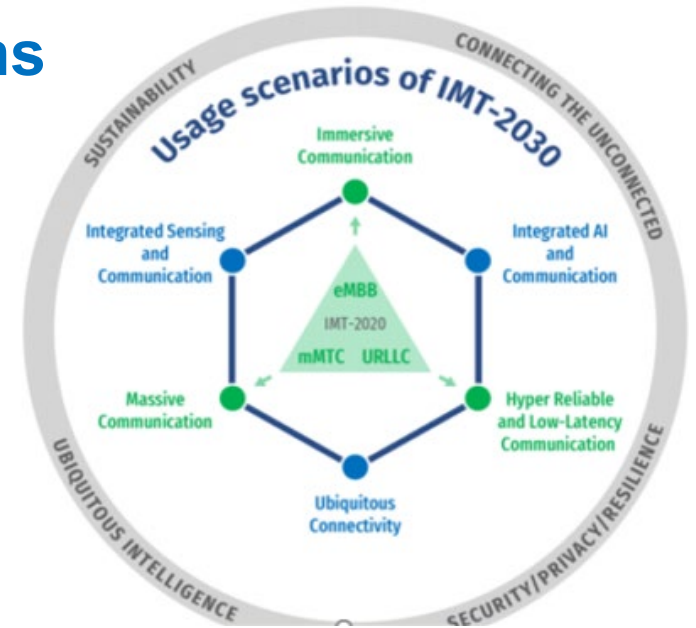 ns
SUSTAINABILITY
CONNECTING THE UNCONNECTED
Usage scenarios of IMT-2030
Immersive
Communication
Integrated Sensing
and
Communication
Integrated AI
and
Communication
eMBB
IMT-2020
mMTC URLLC
Massive
Communication
Hyper Reliable
and Low-Latency
Communication
Ubiquitous
Connectivity
UBIQUITOUS INTELLIGENCE
SECURITY/PRIVACY/RESILIENCE